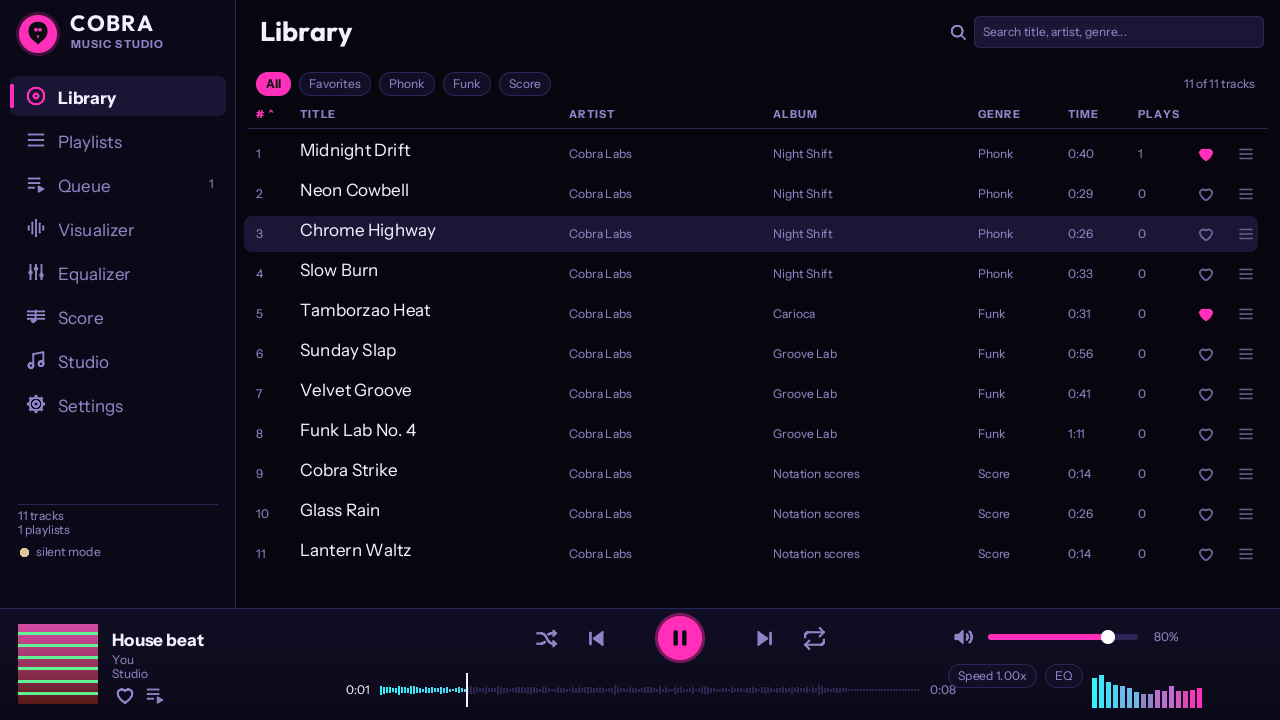 COBRA
MUSIC STUDIO
Library
Playlists
Queue 1
Visualizer
Equalizer
Score
Studio
Settings
11 tracks
1 playlists
silent mode
Library
Search title, artist, genre...
All Favorites Phonk Funk Score 11 of 11 tracks
# ^ TITLE ARTIST ALBUM GENRE TIME PLAYS
1 Midnight Drift Cobra Labs Night Shift Phonk 0:40 1
2 Neon Cowbell Cobra Labs Night Shift Phonk 0:29 0
3 Chrome Highway Cobra Labs Night Shift Phonk 0:26 0
4 Slow Burn Cobra Labs Night Shift Phonk 0:33 0
5 Tamborzao Heat Cobra Labs Carioca Funk 0:31 0
6 Sunday Slap Cobra Labs Groove Lab Funk 0:56 0
7 Velvet Groove Cobra Labs Groove Lab Funk 0:41 0
8 Funk Lab No. 4 Cobra Labs Groove Lab Funk 1:11 0
9 Cobra Strike Cobra Labs Notation scores Score 0:14 0
10 Glass Rain Cobra Labs Notation scores Score 0:26 0
11 Lantern Waltz Cobra Labs Notation scores Score 0:14 0
House beat
You
Studio
0:01 0:08
80%
Speed 1.00x EQ